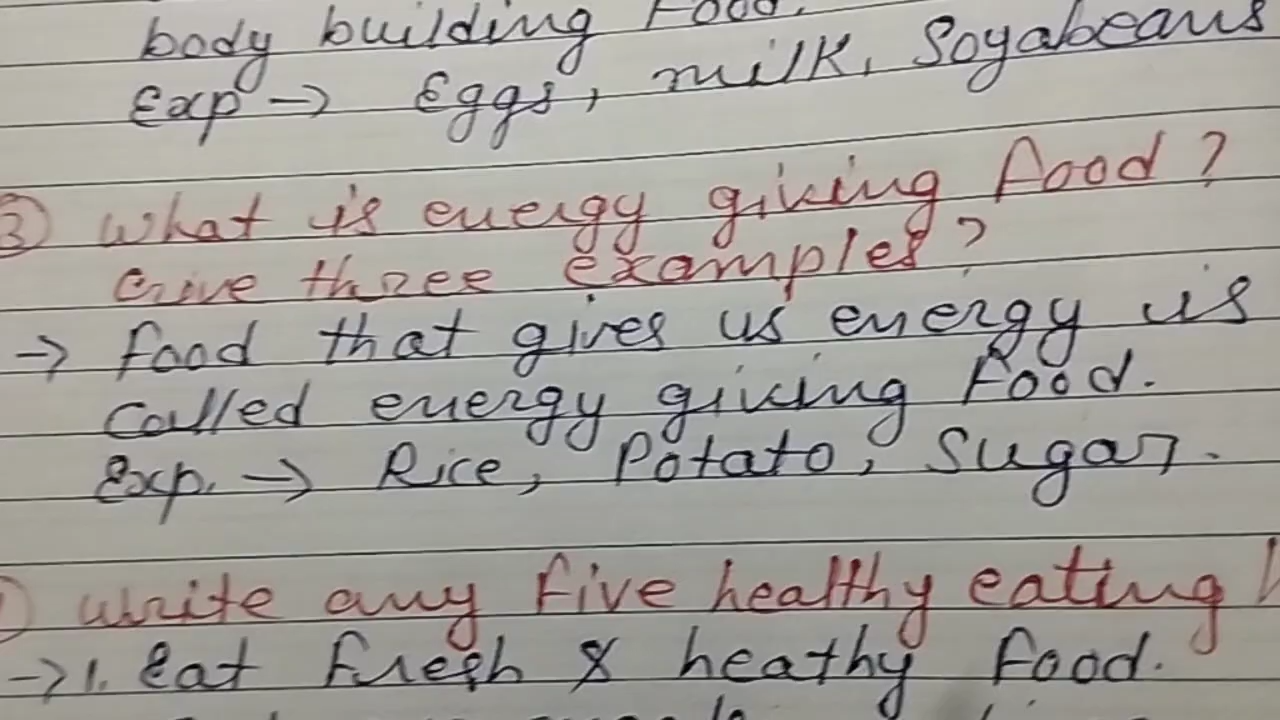 body building Food.
Exp → Eggs, milk, Soyabeans
③ What is energy giving food?
Give three examples?
→ Food that gives us energy is
Called energy giving Food.
Exp. → Rice, Potato, Sugar.
write any five healthy eating
→ 1. Eat Fresh & heathy Food.